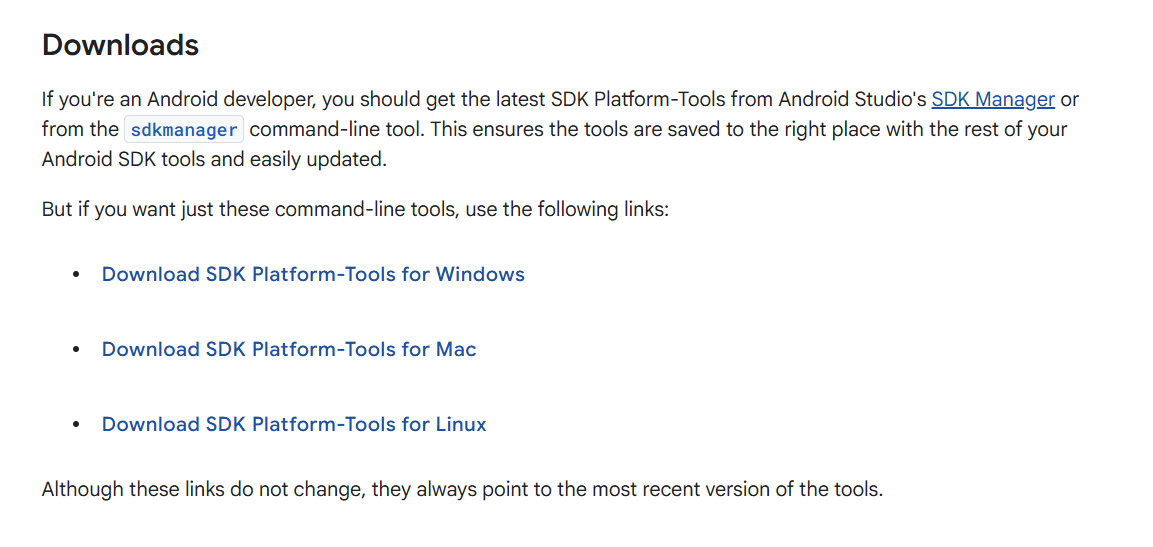 Downloads
If you're an Android developer, you should get the latest SDK Platform-Tools from Android Studio's SDK Manager or
from the sdkmanager command-line tool. This ensures the tools are saved to the right place with the rest of your
Android SDK tools and easily updated.
But if you want just these command-line tools, use the following links:
• Download SDK Platform-Tools for Windows
• Download SDK Platform-Tools for Mac
• Download SDK Platform-Tools for Linux
Although these links do not change, they always point to the most recent version of the tools.